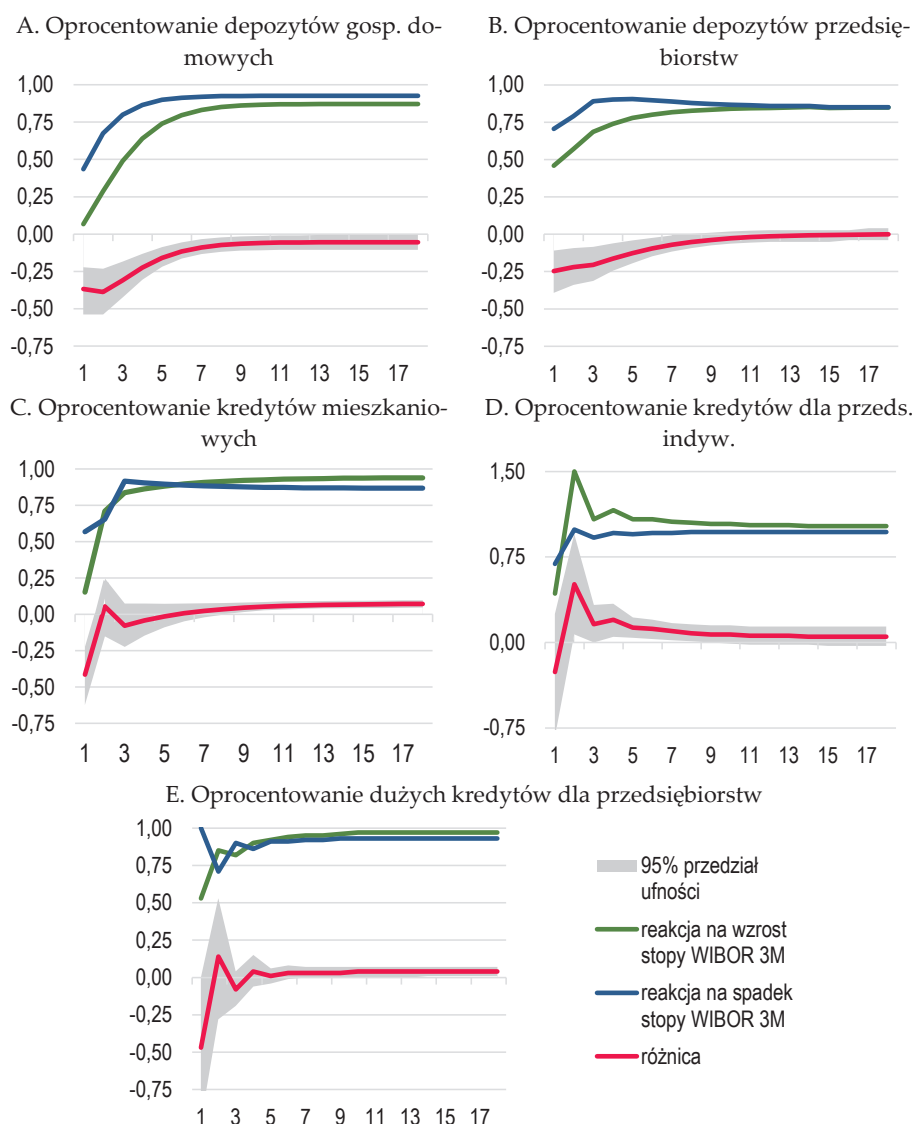 A. Oprocentowanie depozytów gosp. do-
mowych
1,00
0,75
0,50
0,25
0,00
-0,25
-0,50
-0,75
1 3 5 7 9 11 13 15 17
B. Oprocentowanie depozytów przedsię-
biorstw
1,00
0,75
0,50
0,25
0,00
-0,25
-0,50
-0,75
1 3 5 7 9 11 13 15 17
C. Oprocentowanie kredytów mieszkanio-
wych
1,00
0,75
0,50
0,25
0,00
-0,25
-0,50
-0,75
1 3 5 7 9 11 13 15 17
D. Oprocentowanie kredytów dla przeds.
indyw.
1,50
0,75
0,00
-0,75
1 3 5 7 9 11 13 15 17
E. Oprocentowanie dużych kredytów dla przedsiębiorstw
1,00
0,75
0,50
0,25
0,00
-0,25
-0,50
-0,75
1 3 5 7 9 11 13 15 17
95% przedział
ufności
reakcja na wzrost
stopy WIBOR 3M
reakcja na spadek
stopy WIBOR 3M
różnica